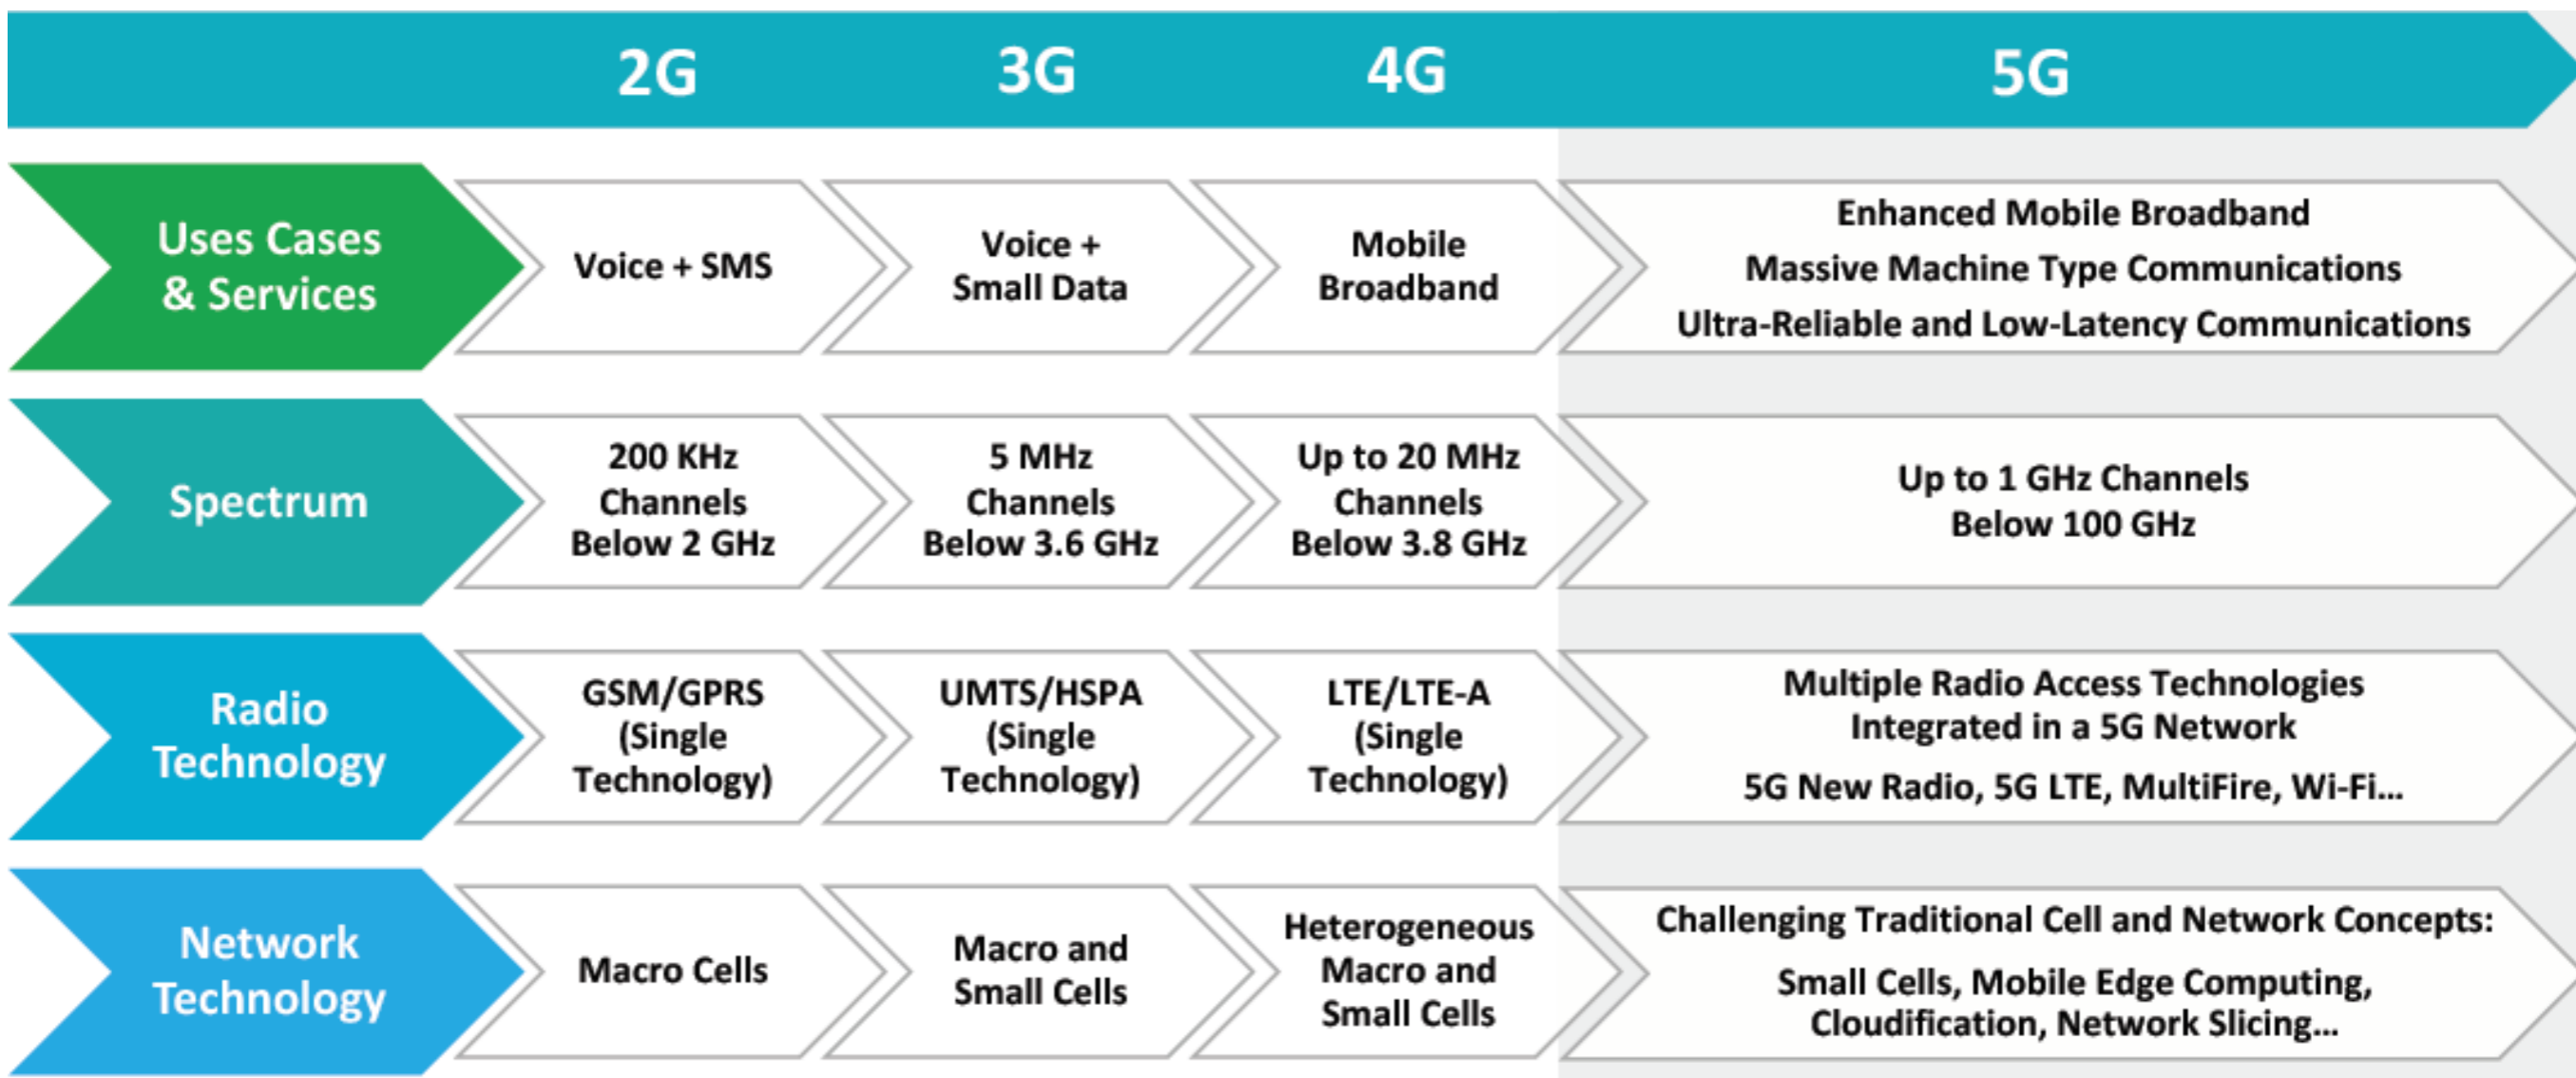 2G
3G
4G
5G
Uses Cases
& Services
Voice + SMS
Voice +
Small Data
Mobile
Broadband
Enhanced Mobile Broadband
Massive Machine Type Communications
Ultra-Reliable and Low-Latency Communications
Spectrum
200 KHz
Channels
Below 2 GHz
5 MHz
Channels
Below 3.6 GHz
Up to 20 MHz
Channels
Below 3.8 GHz
Up to 1 GHz Channels
Below 100 GHz
Radio
Technology
GSM/GPRS
(Single
Technology)
UMTS/HSPA
(Single
Technology)
LTE/LTE-A
(Single
Technology)
Multiple Radio Access Technologies
Integrated in a 5G Network
5G New Radio, 5G LTE, MultiFire, Wi-Fi...
Network
Technology
Macro Cells
Macro and
Small Cells
Heterogeneous
Macro and
Small Cells
Challenging Traditional Cell and Network Concepts:
Small Cells, Mobile Edge Computing,
Cloudification, Network Slicing...